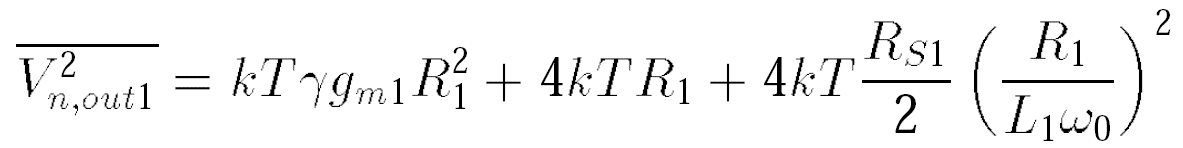 \overline{V_{n,out1}^2} = kT\gamma g_{m1}R_1^2 + 4kTR_1 + 4kT\frac{R_{S1}}{2}\left(\frac{R_1}{L_1\omega_0}\right)^2